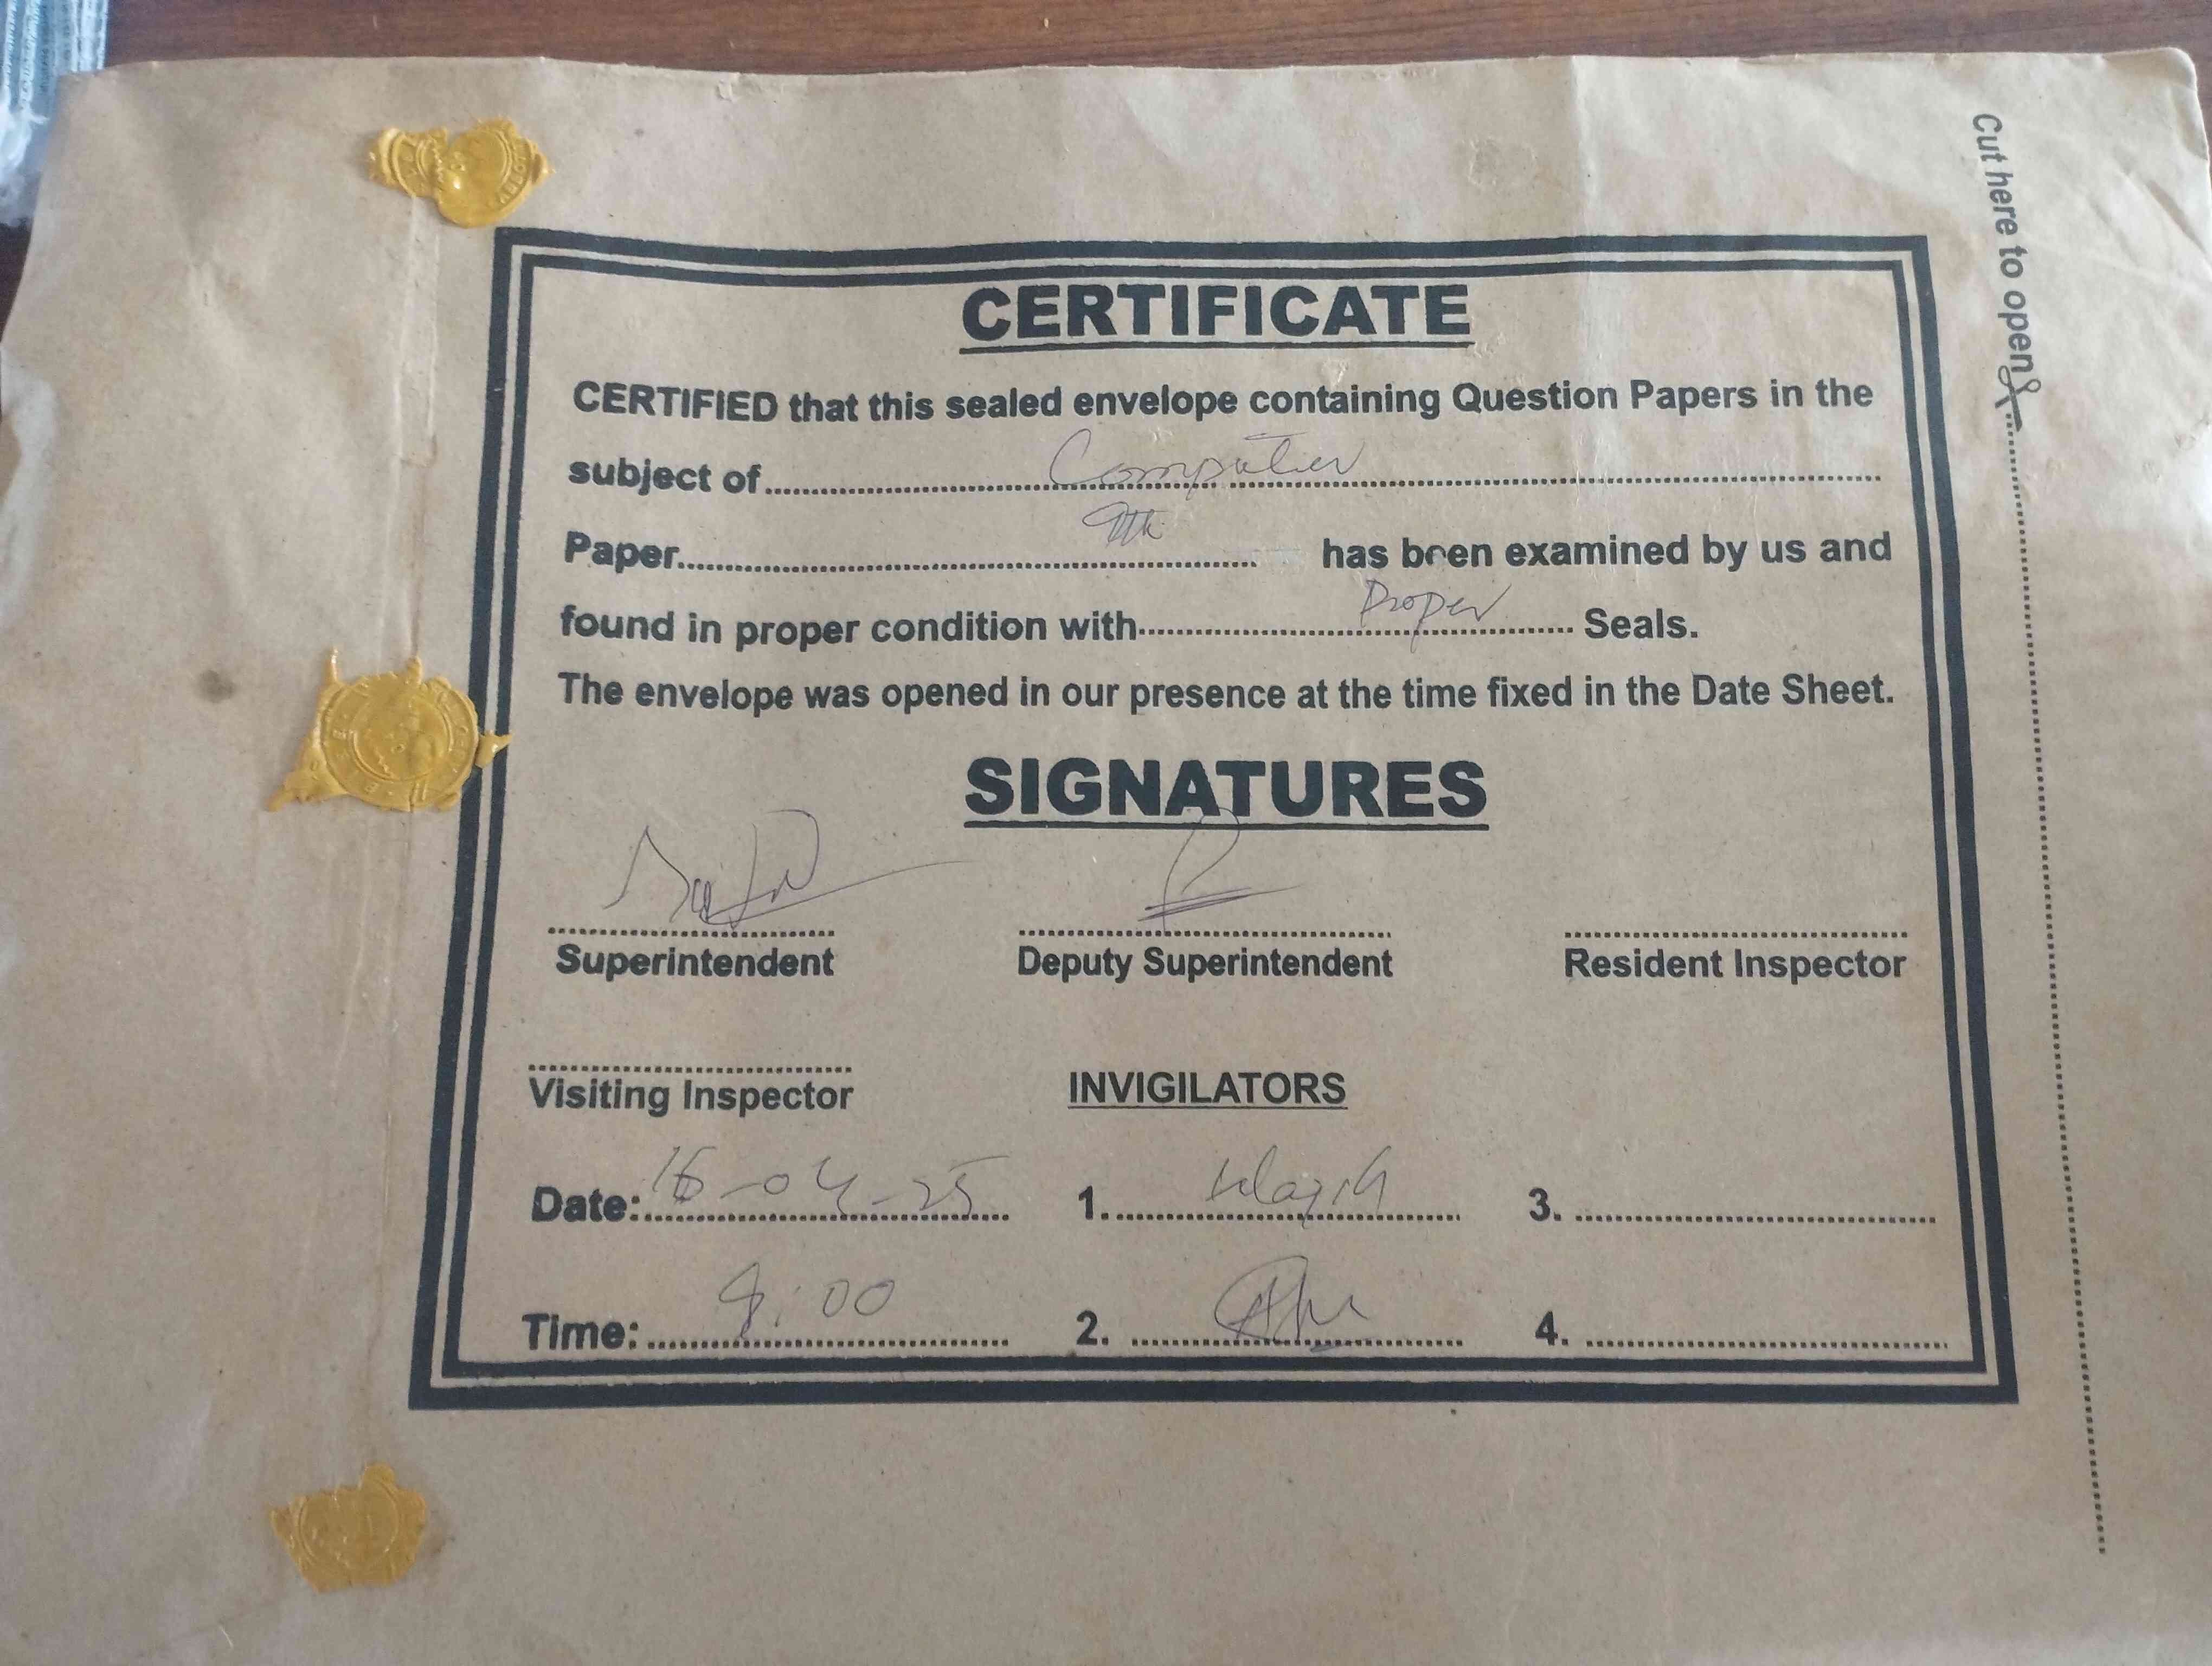 Cut here to open
CERTIFICATE
CERTIFIED that this sealed envelope containing Question Papers in the
subject of Computer
Paper 9th has been examined by us and
found in proper condition with Proper Seals.
The envelope was opened in our presence at the time fixed in the Date Sheet.
SIGNATURES
Superintendent Deputy Superintendent Resident Inspector
Visiting Inspector INVIGILATORS
Date: 16-04-25 1. 3.
Time: 2. 4.